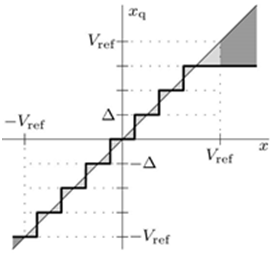 x_q
V_ref
Δ
−V_ref
x
V_ref
−Δ
−V_ref